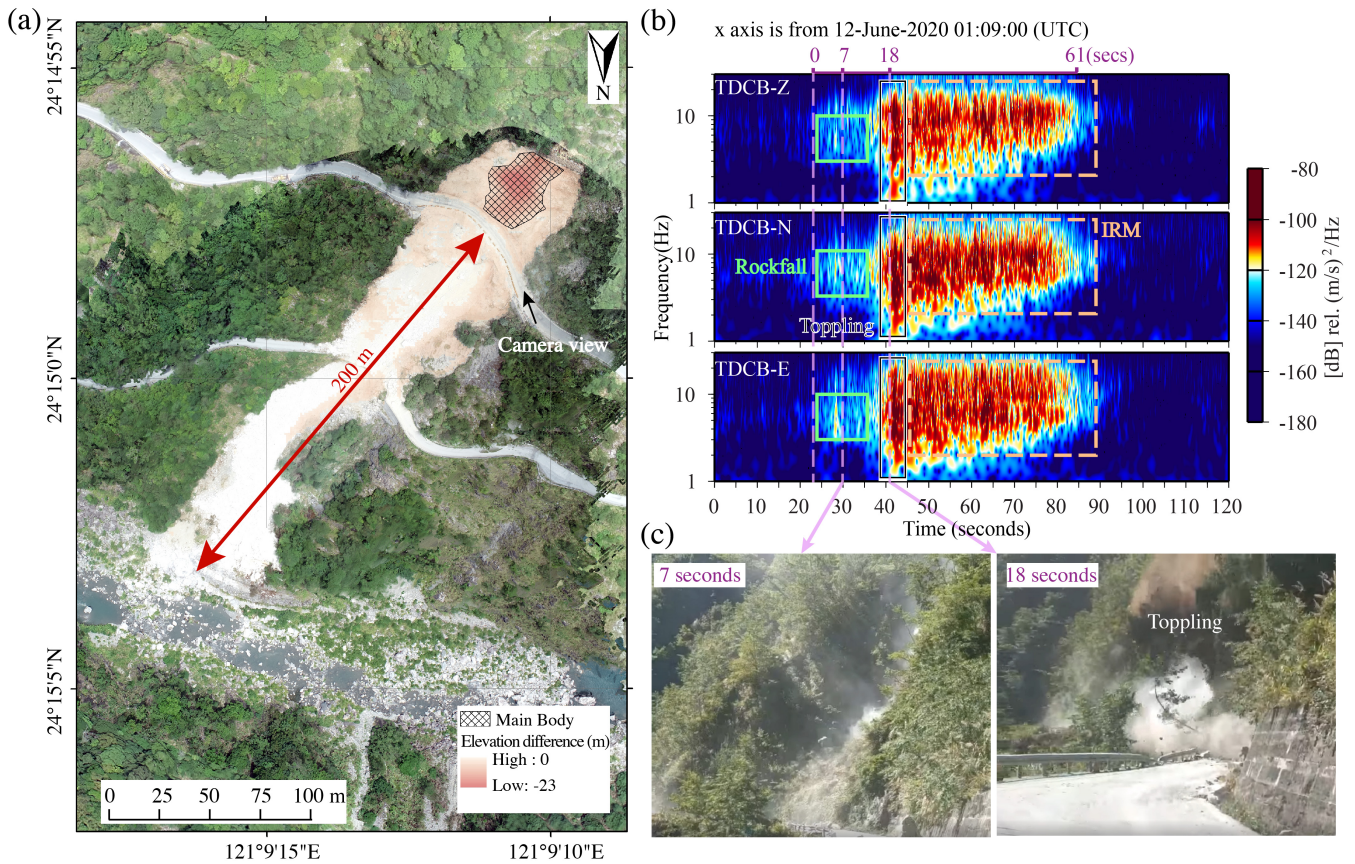 (a)
N
24°14'55"N
24°15'0"N
24°15'5"N
200 m
Camera view
Main Body
Elevation difference (m)
High : 0
Low: -23
0 25 50 75 100 m
121°9'15"E 121°9'10"E
(b)
x axis is from 12-June-2020 01:09:00 (UTC)
0 7 18 61(secs)
TDCB-Z
10
1
TDCB-N
IRM
10
Rockfall
Toppling
1
TDCB-E
10
1
Frequency(Hz)
0 10 20 30 40 50 60 70 80 90 100 110 120
Time (seconds)
-80
-100
-120
-140
-160
-180
[dB] rel. (m/s)²/Hz
(c)
7 seconds
18 seconds
Toppling